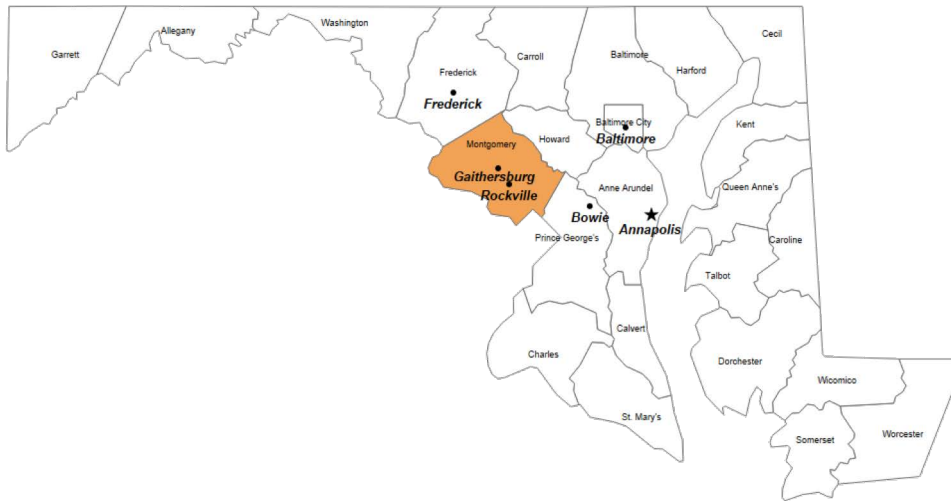 Washington
Allegany
Cecil
Garrett
Carroll
Baltimore
Frederick
Harford
Frederick
Baltimore City
Kent
Baltimore
Howard
Montgomery
Gaithersburg
Rockville
Anne Arundel
Queen Anne's
Bowie
Annapolis
Prince George's
Caroline
Talbot
Calvert
Charles
Dorchester
Wicomico
St. Mary's
Worcester
Somerset